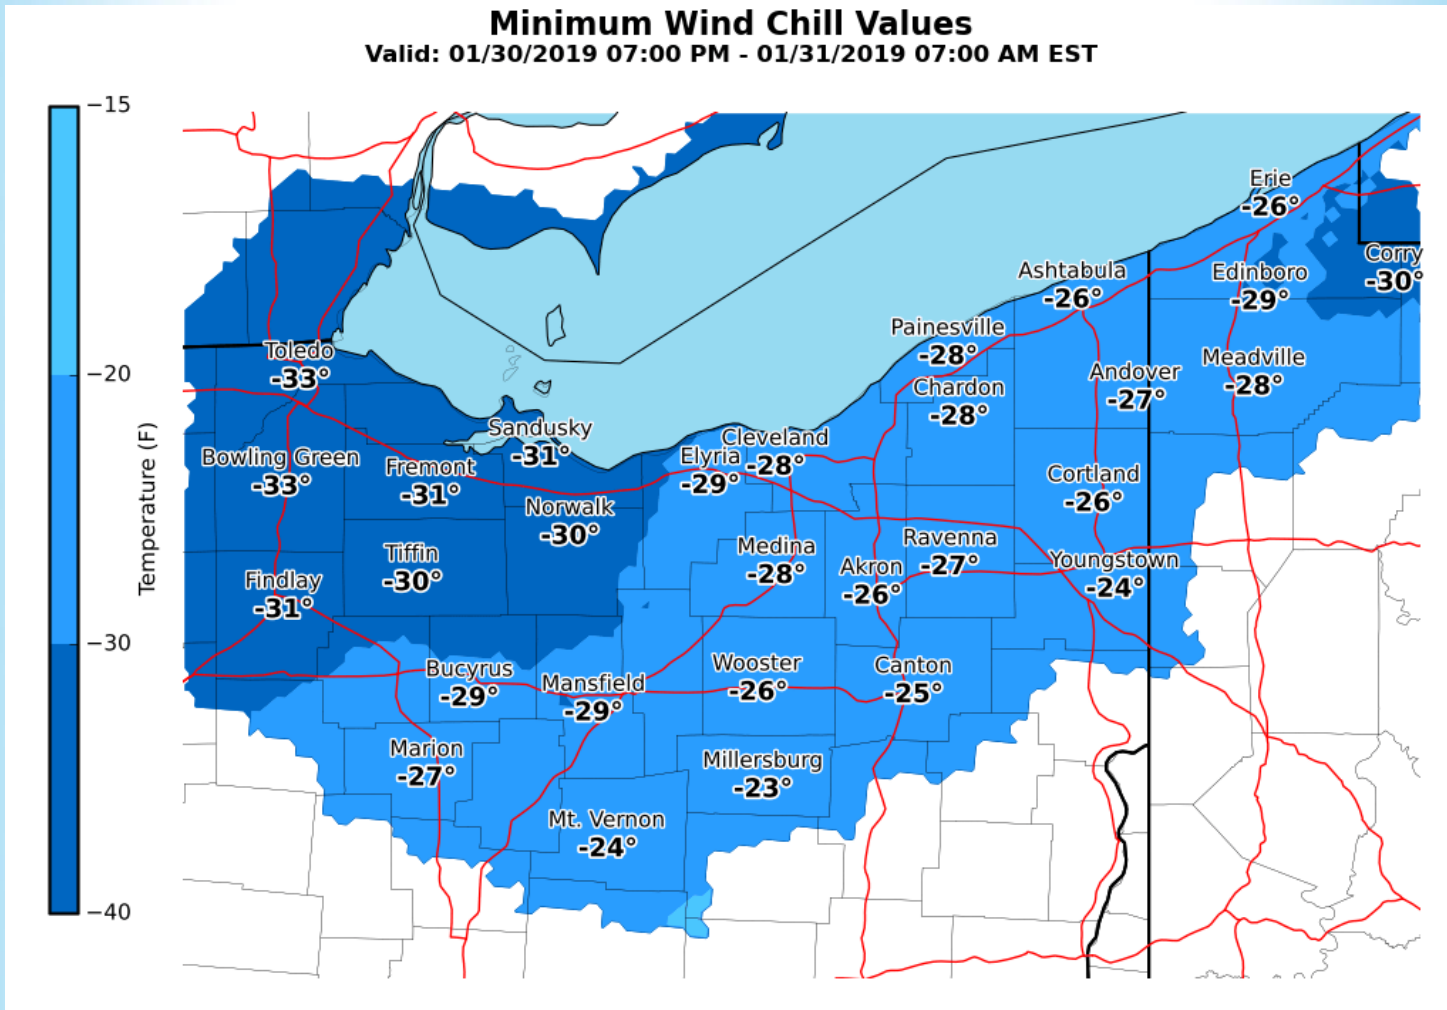 Minimum Wind Chill Values
Valid: 01/30/2019 07:00 PM - 01/31/2019 07:00 AM EST
−15
−20
−30
−40
Temperature (F)
Erie
-26°
Corry
-30°
Ashtabula
-26°
Edinboro
-29°
Painesville
-28°
Toledo
-33°
Meadville
-28°
Andover
-27°
Chardon
-28°
Sandusky
-31°
Cleveland
-28°
Elyria
-29°
Bowling Green
-33°
Fremont
-31°
Cortland
-26°
Norwalk
-30°
Ravenna
-27°
Medina
-28°
Tiffin
-30°
Youngstown
-24°
Akron
-26°
Findlay
-31°
Wooster
-26°
Canton
-25°
Bucyrus
-29°
Mansfield
-29°
Marion
-27°
Millersburg
-23°
Mt. Vernon
-24°